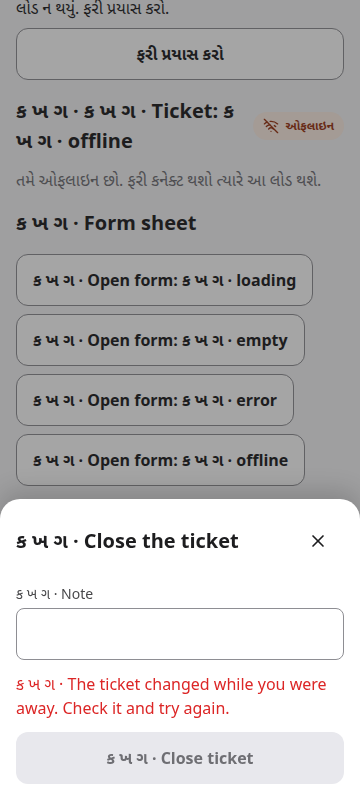 લોડ ન થયું. ફરી પ્રયાસ કરો.
ફરી પ્રયાસ કરો
ક ખ ગ · ક ખ ગ · Ticket: ક
ખ ગ · offline
ઓફલાઇન
તમે ઓફલાઇન છો. ફરી કનેક્ટ થશો ત્યારે આ લોડ થશે.
ક ખ ગ · Form sheet
ક ખ ગ · Open form: ક ખ ગ · loading
ક ખ ગ · Open form: ક ખ ગ · empty
ક ખ ગ · Open form: ક ખ ગ · error
ક ખ ગ · Open form: ક ખ ગ · offline
ક ખ ગ · Close the ticket
ક ખ ગ · Note
ક ખ ગ · The ticket changed while you were
away. Check it and try again.
ક ખ ગ · Close ticket